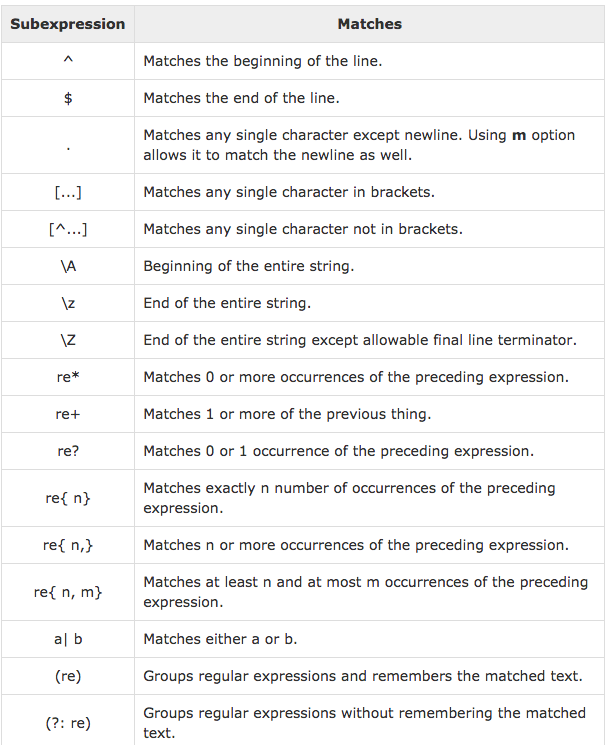 Subexpression Matches
^ Matches the beginning of the line.
$ Matches the end of the line.
. Matches any single character except newline. Using m option
allows it to match the newline as well.
[...] Matches any single character in brackets.
[^...] Matches any single character not in brackets.
\A Beginning of the entire string.
\z End of the entire string.
\Z End of the entire string except allowable final line terminator.
re* Matches 0 or more occurrences of the preceding expression.
re+ Matches 1 or more of the previous thing.
re? Matches 0 or 1 occurrence of the preceding expression.
re{ n} Matches exactly n number of occurrences of the preceding
expression.
re{ n,} Matches n or more occurrences of the preceding expression.
re{ n, m} Matches at least n and at most m occurrences of the preceding
expression.
a| b Matches either a or b.
(re) Groups regular expressions and remembers the matched text.
(?: re) Groups regular expressions without remembering the matched
text.